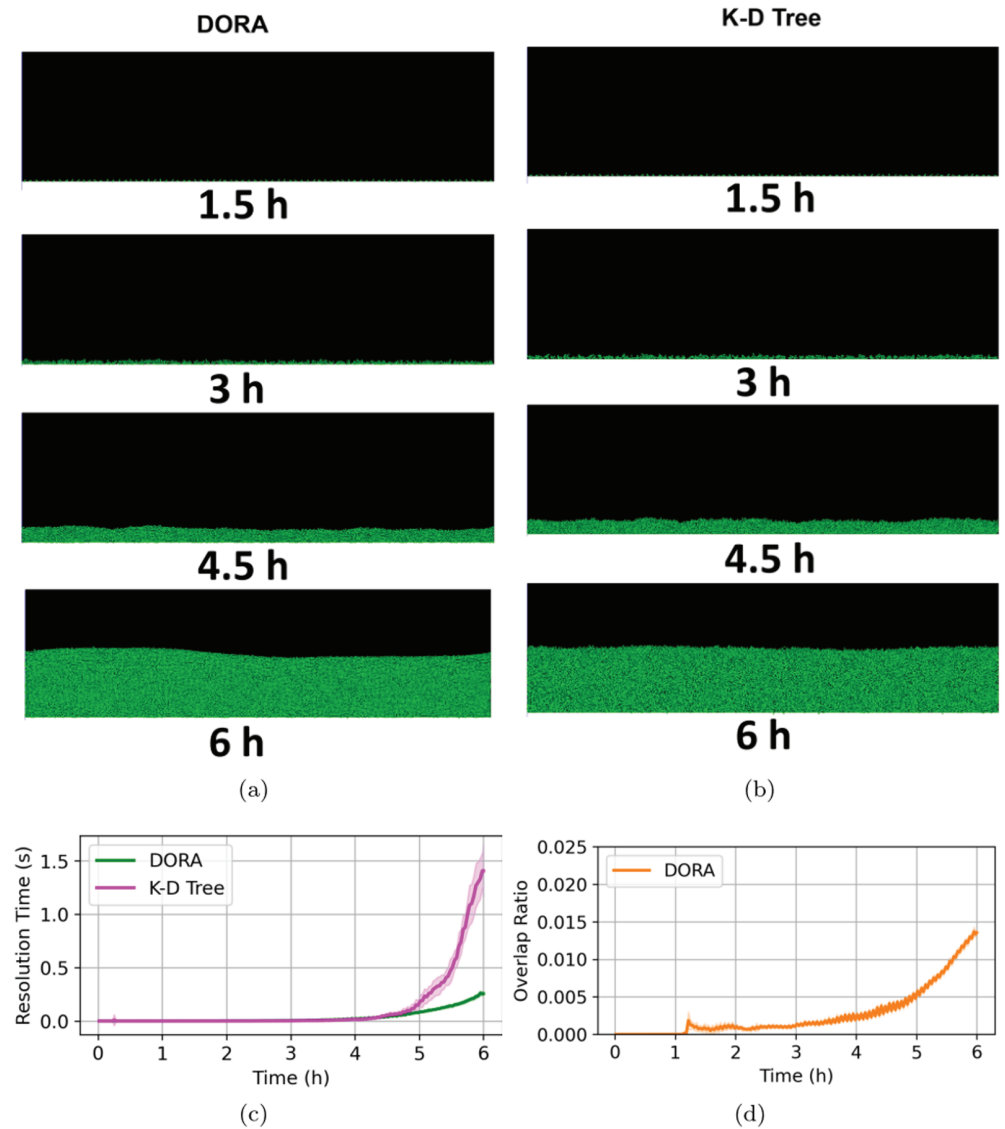 DORA
K-D Tree
1.5 h
1.5 h
3 h
3 h
4.5 h
4.5 h
6 h
6 h
(a)
(b)
Resolution Time (s)
1.5
1.0
0.5
0.0
DORA
K-D Tree
0 1 2 3 4 5 6
Time (h)
(c)
Overlap Ratio
0.025
0.020
0.015
0.010
0.005
0.000
DORA
0 1 2 3 4 5 6
Time (h)
(d)